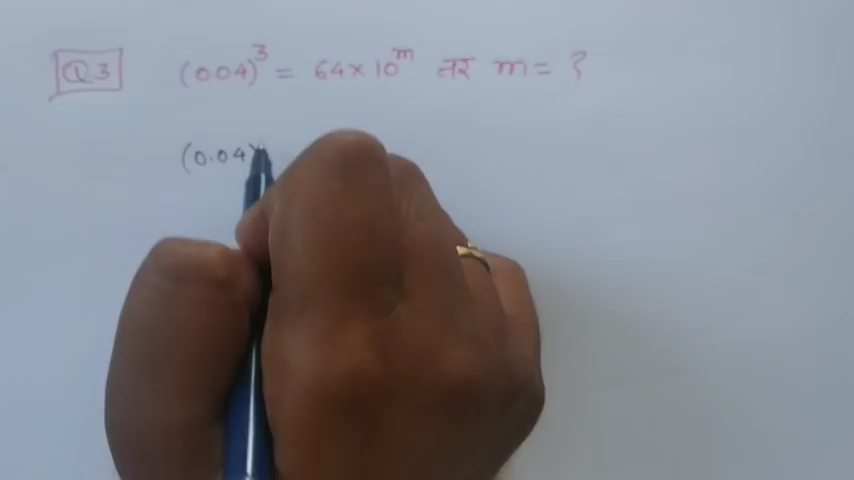 Q.3 (0.04)³ = 64 × 10ᵐ तर m = ?
(0.04)